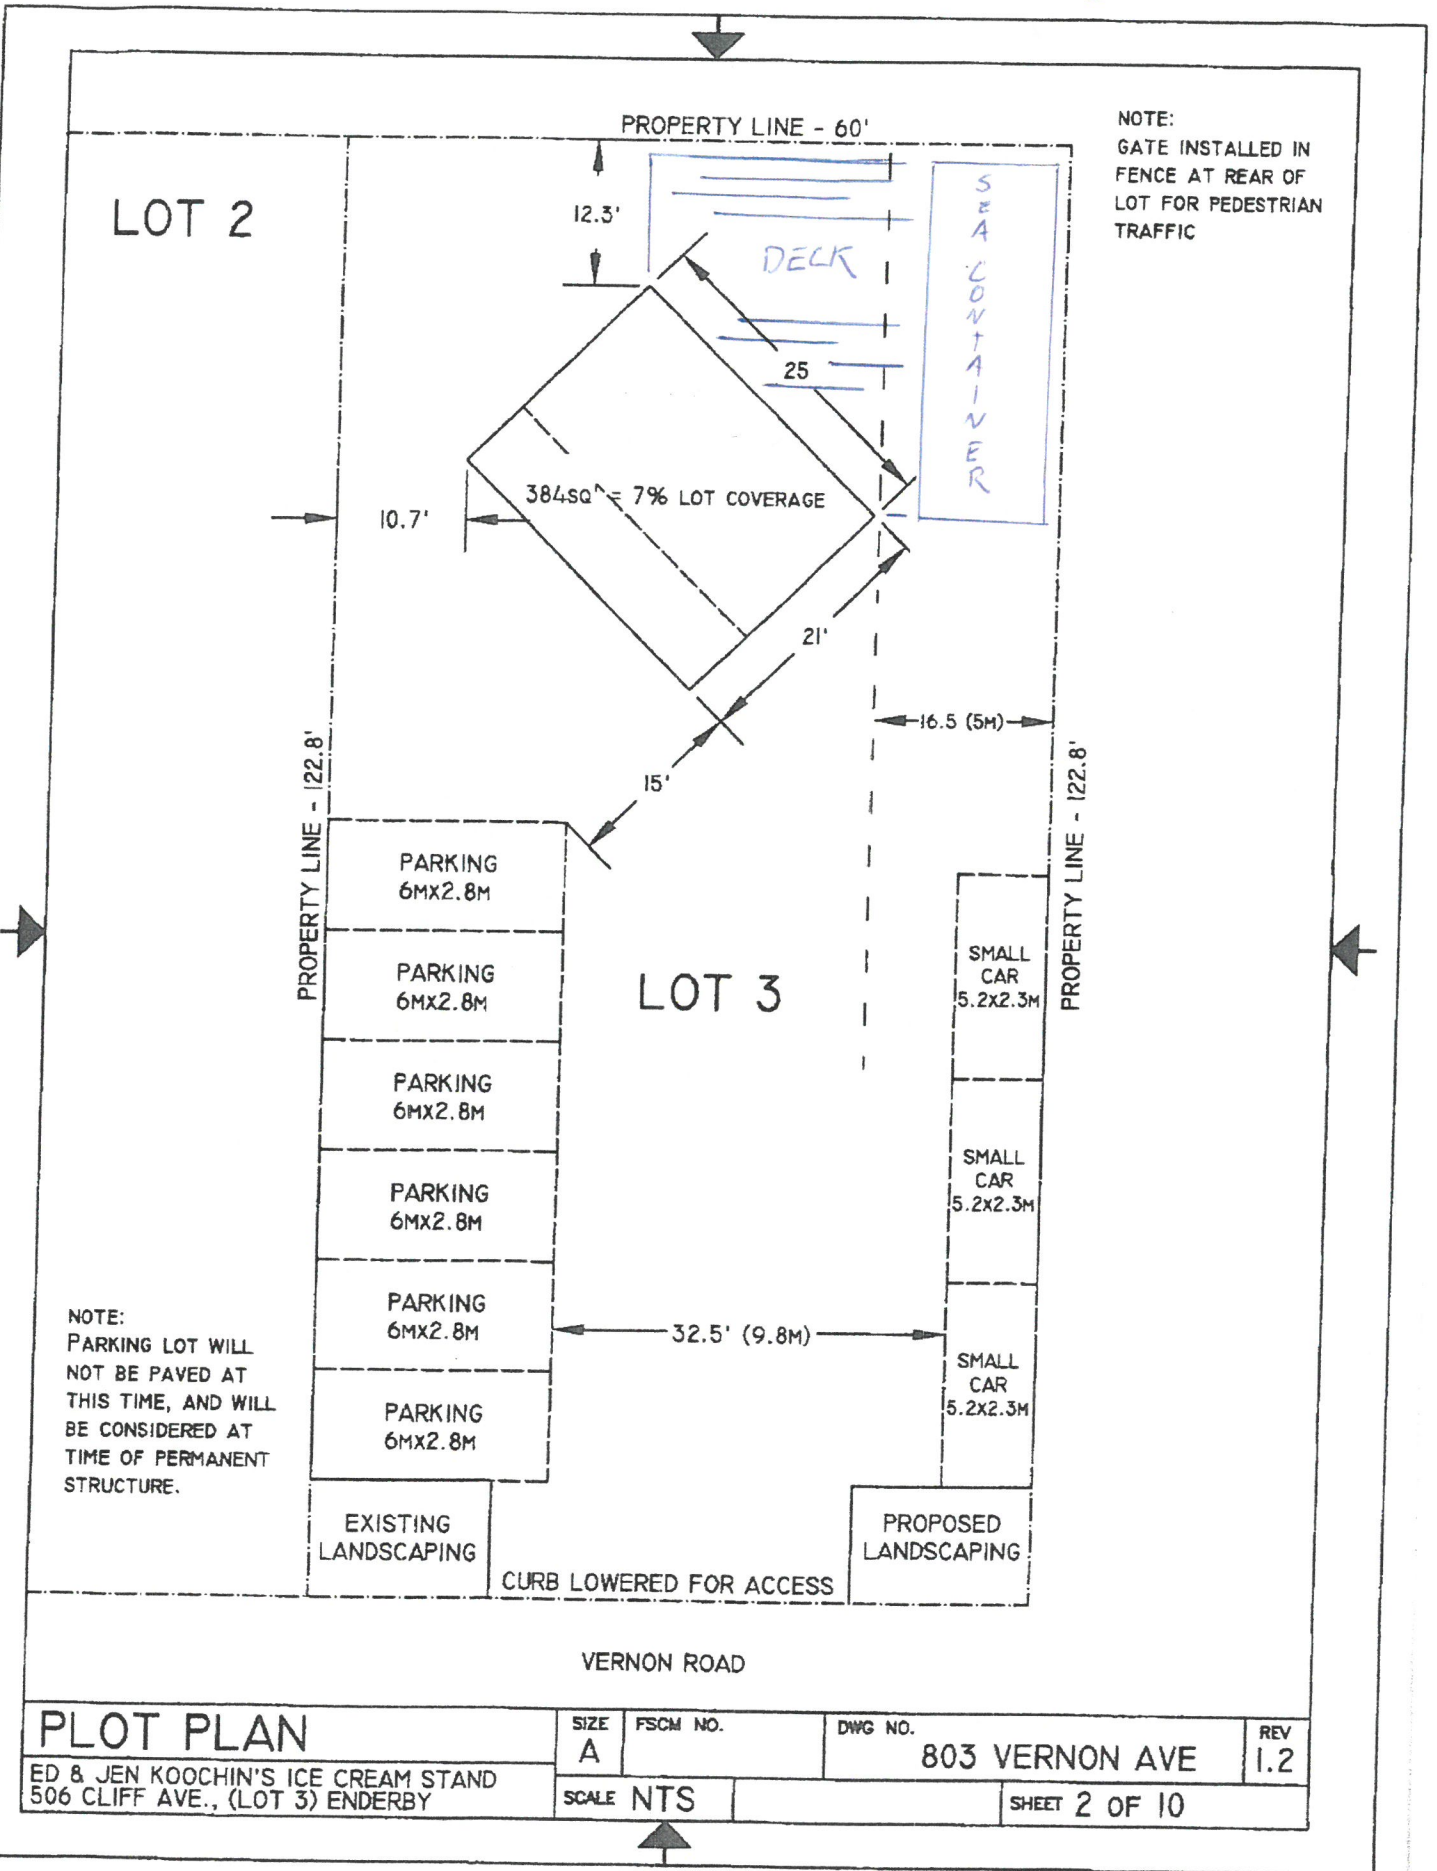 PROPERTY LINE - 60'
NOTE:
GATE INSTALLED IN
FENCE AT REAR OF
LOT FOR PEDESTRIAN
TRAFFIC
LOT 2
12.3'
DECK
SEA CONTAINER
25
384SQ^ = 7% LOT COVERAGE
10.7'
21'
16.5 (5M)
15'
PROPERTY LINE - 122.8'
PROPERTY LINE - 122.8'
PARKING
6MX2.8M
PARKING
6MX2.8M
LOT 3
SMALL
CAR
5.2X2.3M
PARKING
6MX2.8M
PARKING
6MX2.8M
SMALL
CAR
5.2X2.3M
PARKING
6MX2.8M
32.5' (9.8M)
SMALL
CAR
5.2X2.3M
PARKING
6MX2.8M
NOTE:
PARKING LOT WILL
NOT BE PAVED AT
THIS TIME, AND WILL
BE CONSIDERED AT
TIME OF PERMANENT
STRUCTURE.
EXISTING
LANDSCAPING
PROPOSED
LANDSCAPING
CURB LOWERED FOR ACCESS
VERNON ROAD
PLOT PLAN
ED & JEN KOOCHIN'S ICE CREAM STAND
506 CLIFF AVE., (LOT 3) ENDERBY
SIZE
A
FSCM NO.
DWG NO.
803 VERNON AVE
REV
1.2
SCALE NTS
SHEET 2 OF 10